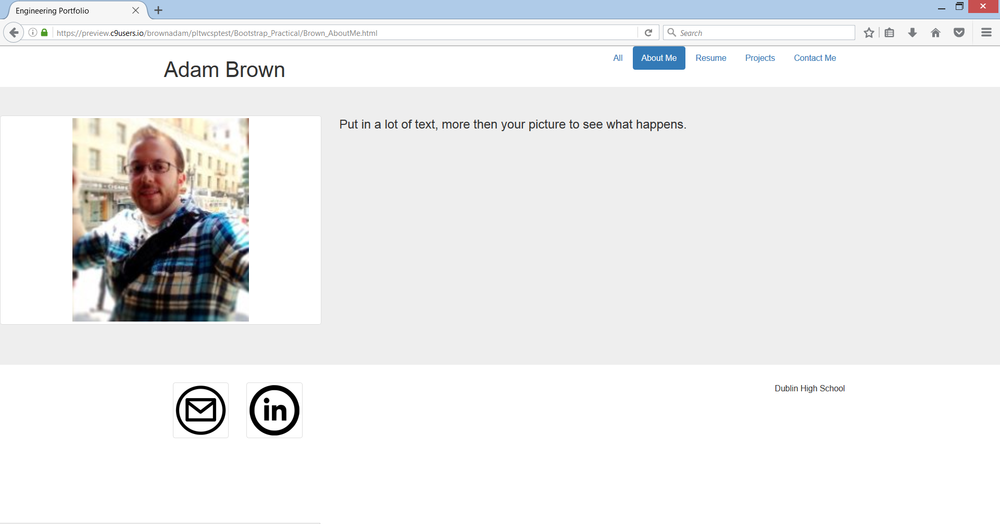 Engineering Portfolio
https://preview.c9users.io/brownadam/pltwcsptest/Bootstrap_Practical/Brown_AboutMe.html
Search
Adam Brown
All About Me Resume Projects Contact Me
Put in a lot of text, more then your picture to see what happens.
in
Dublin High School